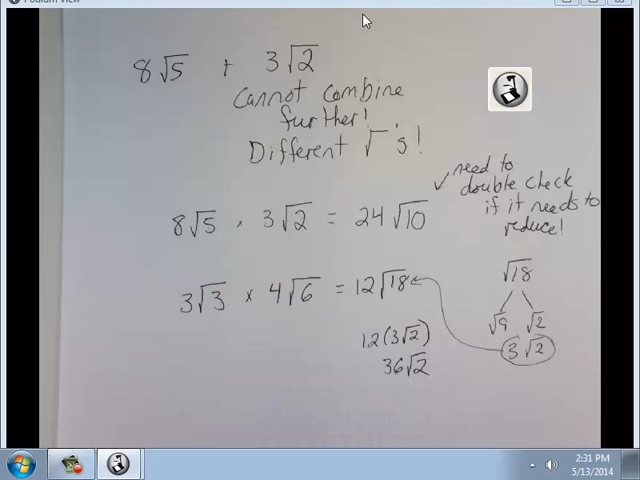 Podium View
8√5 + 3√2
Cannot combine
further!
Different √ 's!
✓ need to
double check
if it needs to
reduce!
8√5 · 3√2 = 24√10
3√3 × 4√6 = 12√18
√18
√9 √2
3√2
12(3√2)
36√2
2:31 PM
5/13/2014